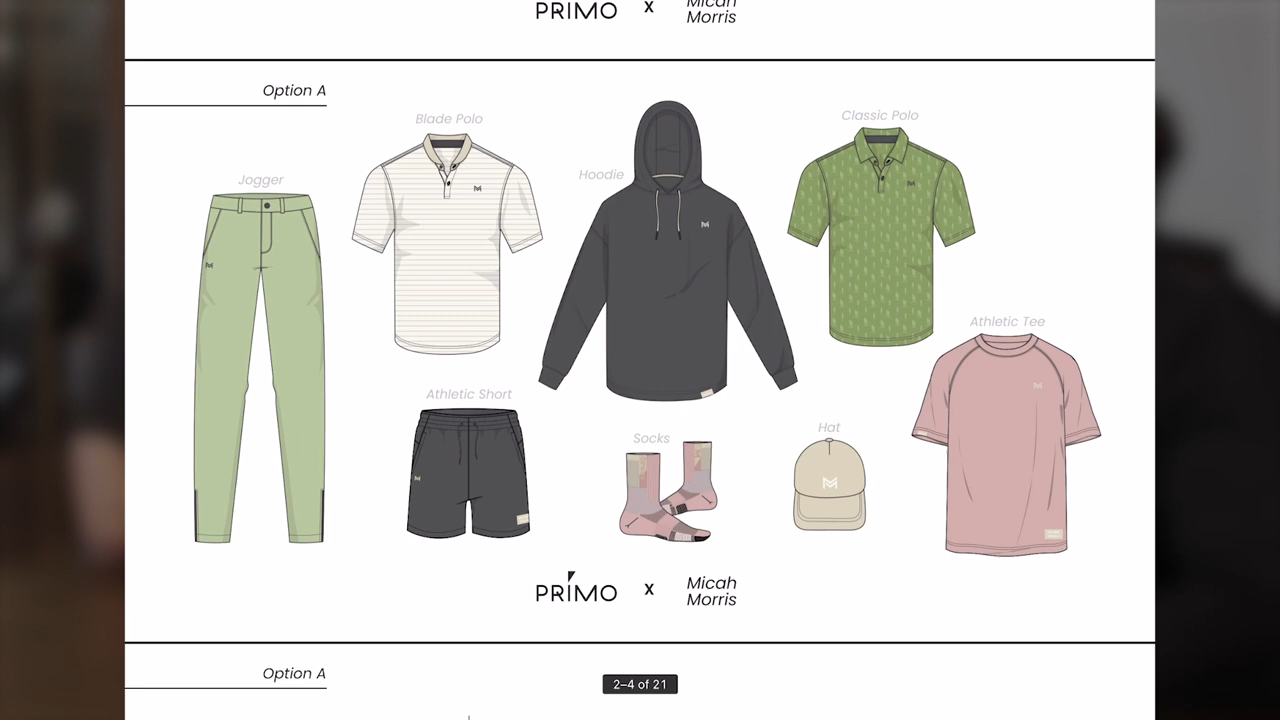 PRIMO X Micah
Morris
Option A
Blade Polo
Classic Polo
Hoodie
Jogger
Athletic Tee
Athletic Short
Socks
Hat
PRIMO X Micah
Morris
Option A
2–4 of 21